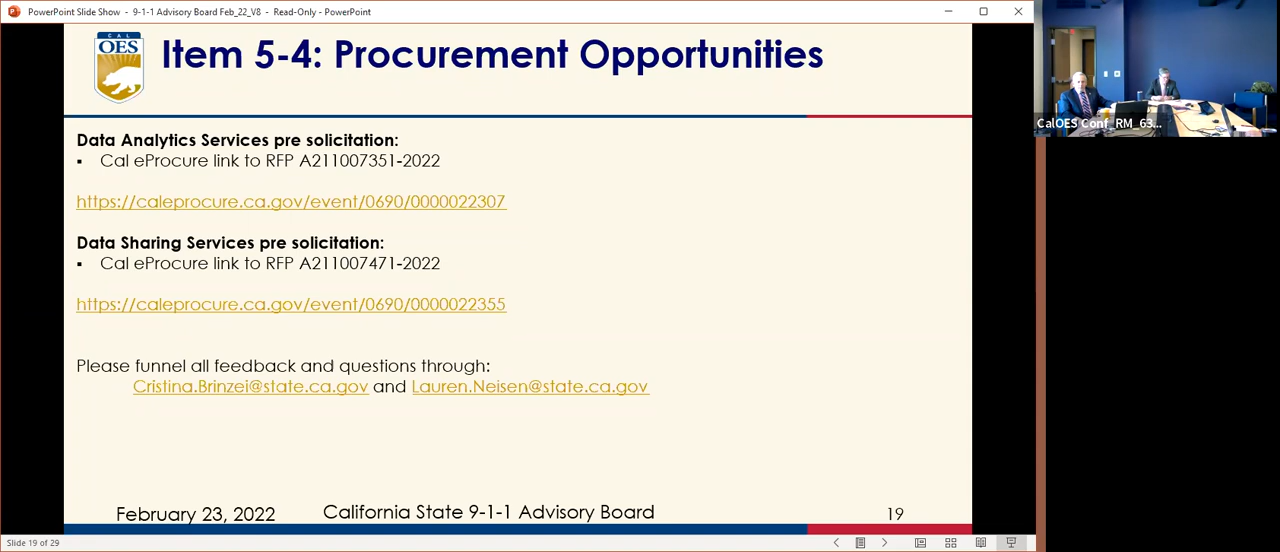 PowerPoint Slide Show - 9-1-1 Advisory Board Feb_22_V8 - Read-Only - PowerPoint
CAL
OES
Item 5-4: Procurement Opportunities
CalOES Conf_RM_63...
Data Analytics Services pre solicitation:
▪ Cal eProcure link to RFP A211007351-2022
https://caleprocure.ca.gov/event/0690/0000022307
Data Sharing Services pre solicitation:
▪ Cal eProcure link to RFP A211007471-2022
https://caleprocure.ca.gov/event/0690/0000022355
Please funnel all feedback and questions through:
Cristina.Brinzei@state.ca.gov and Lauren.Neisen@state.ca.gov
February 23, 2022 California State 9-1-1 Advisory Board 19
Slide 19 of 29